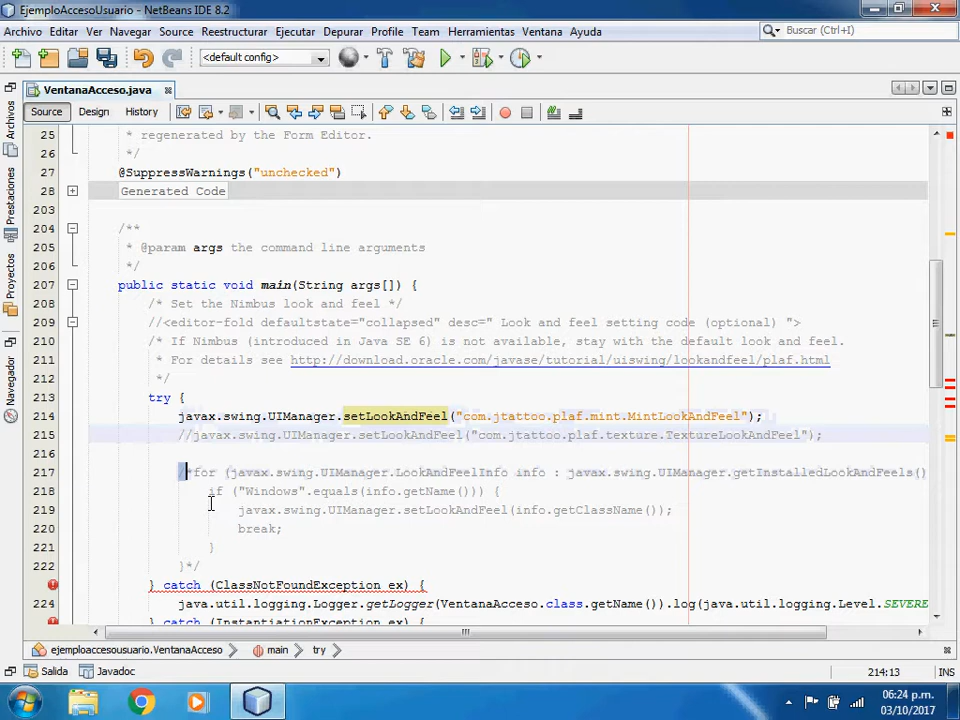 EjemploAccesoUsuario - NetBeans IDE 8.2
Archivo Editar Ver Navegar Source Reestructurar Ejecutar Depurar Profile Team Herramientas Ventana Ayuda
Buscar (Ctrl+I)
<default config>
VentanaAcceso.java
Source Design History
Archivos
Prestaciones
Proyectos
Navegador
25 * regenerated by the Form Editor.
26 */
27 @SuppressWarnings("unchecked")
28 Generated Code
203
204 /**
205 * @param args the command line arguments
206 */
207 public static void main(String args[]) {
208 /* Set the Nimbus look and feel */
209 //<editor-fold defaultstate="collapsed" desc=" Look and feel setting code (optional) ">
210 /* If Nimbus (introduced in Java SE 6) is not available, stay with the default look and feel.
211 * For details see http://download.oracle.com/javase/tutorial/uiswing/lookandfeel/plaf.html
212 */
213 try {
214 javax.swing.UIManager.setLookAndFeel("com.jtattoo.plaf.mint.MintLookAndFeel");
215 //javax.swing.UIManager.setLookAndFeel("com.jtattoo.plaf.texture.TextureLookAndFeel");
216
217 /*for (javax.swing.UIManager.LookAndFeelInfo info : javax.swing.UIManager.getInstalledLookAndFeels()
218 if ("Windows".equals(info.getName())) {
219 javax.swing.UIManager.setLookAndFeel(info.getClassName());
220 break;
221 }
222 }*/
} catch (ClassNotFoundException ex) {
224 java.util.logging.Logger.getLogger(VentanaAcceso.class.getName()).log(java.util.logging.Level.SEVERE
} catch (InstantiationException ex) {
ejemploaccesousuario.VentanaAcceso main try
Salida Javadoc
214:13 INS
06:24 p.m.
03/10/2017